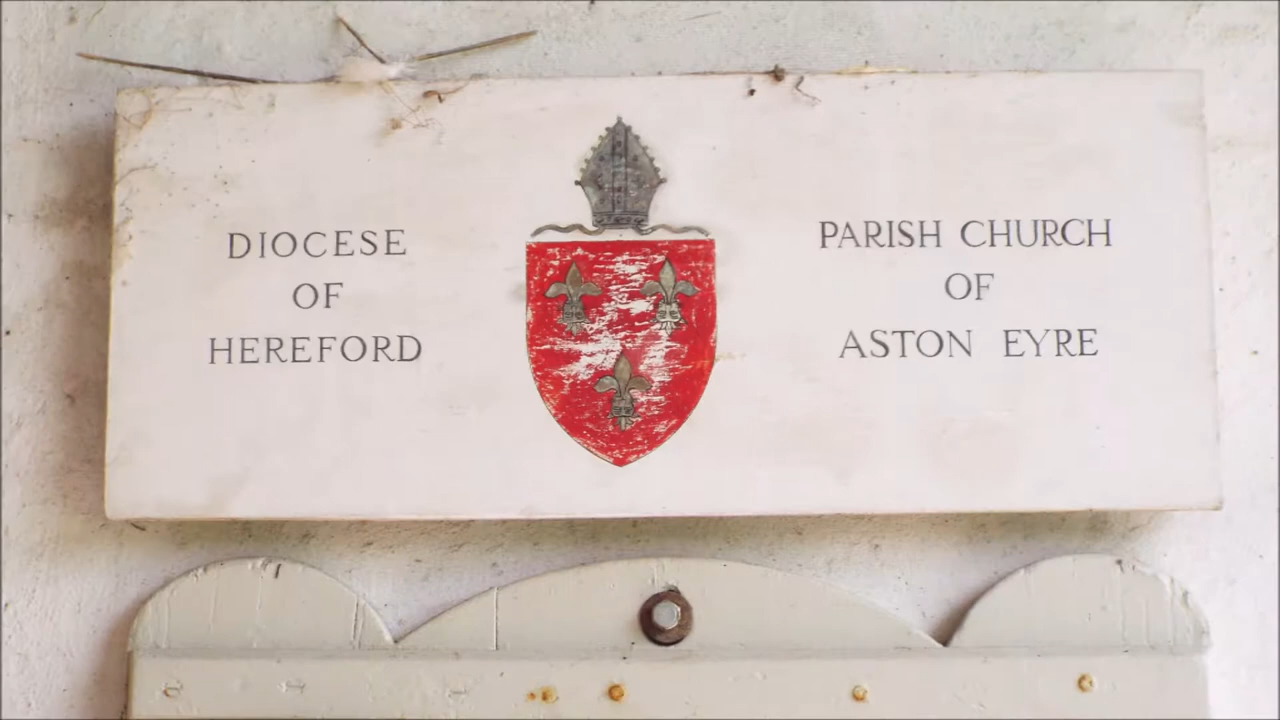 DIOCESE
OF
HEREFORD
PARISH CHURCH
OF
ASTON EYRE